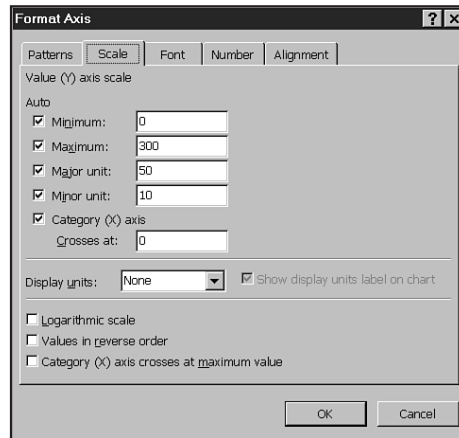 Format Axis
Patterns Scale Font Number Alignment
Value (Y) axis scale
Auto
Minimum: 0
Maximum: 300
Major unit: 50
Minor unit: 10
Category (X) axis
Crosses at: 0
Display units: None Show display units label on chart
Logarithmic scale
Values in reverse order
Category (X) axis crosses at maximum value
OK Cancel